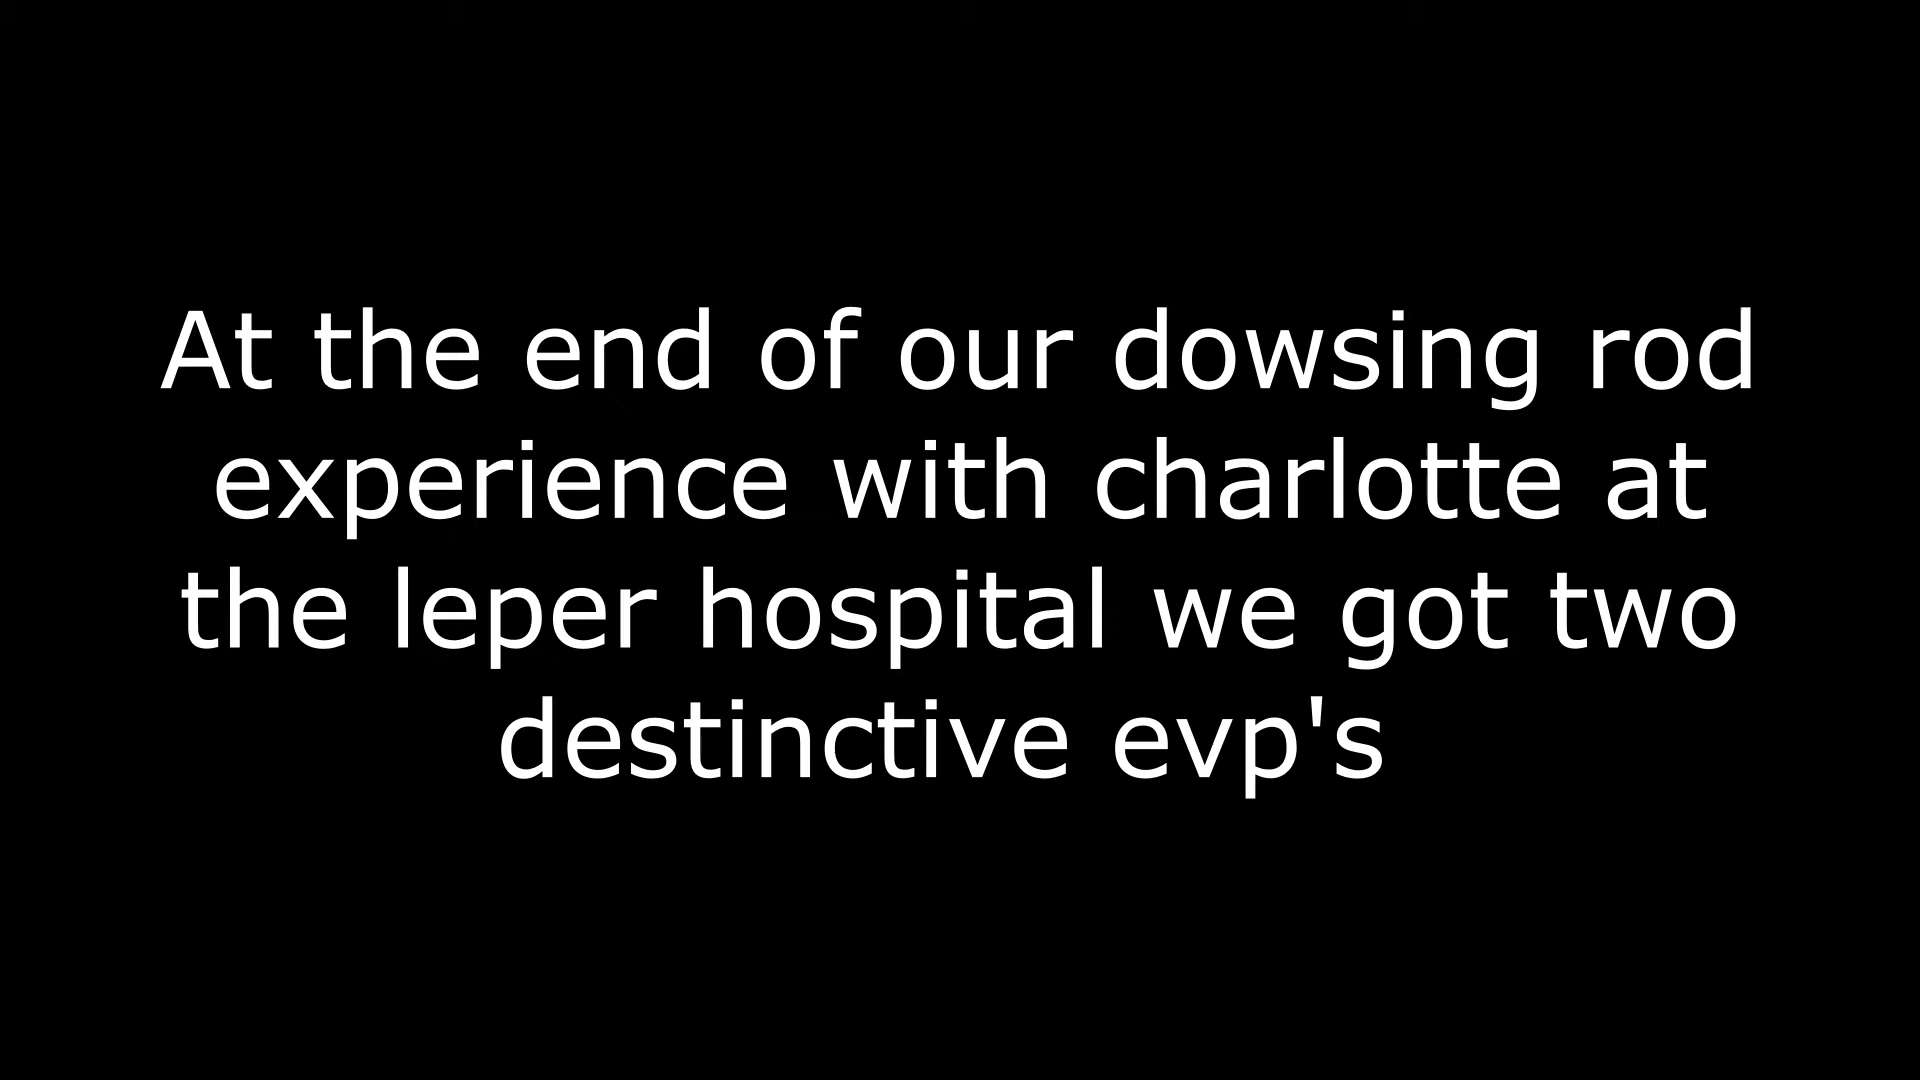 At the end of our dowsing rod
experience with charlotte at
the leper hospital we got two
destinctive evp's